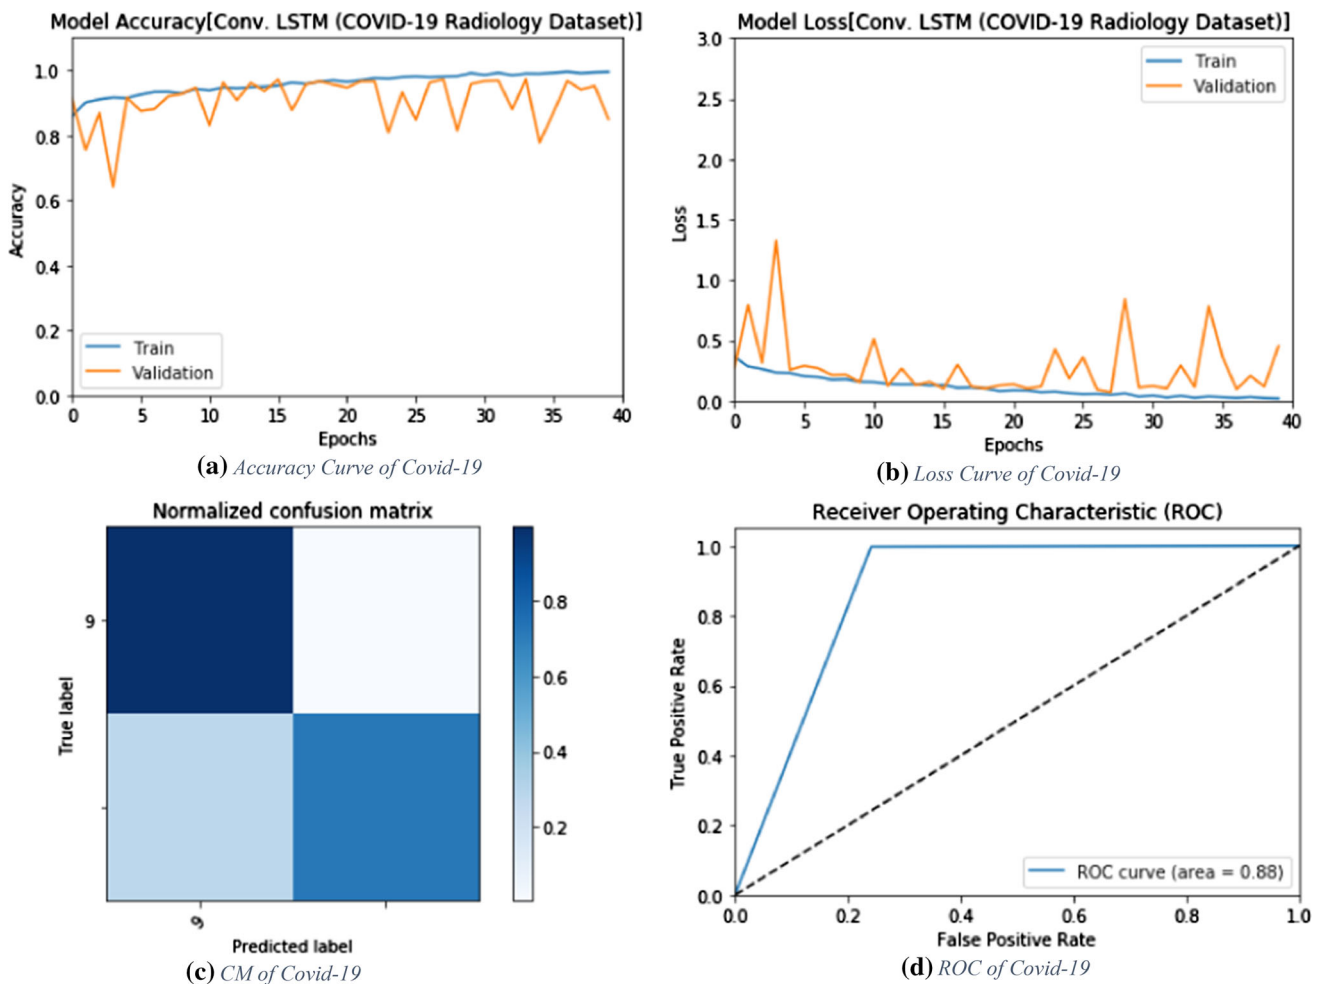 Model Accuracy[Conv. LSTM (COVID-19 Radiology Dataset)]
1.0
0.8
0.6
0.4
0.2
0.0
Accuracy
Train
Validation
0 5 10 15 20 25 30 35 40
Epochs
(a) Accuracy Curve of Covid-19
Model Loss[Conv. LSTM (COVID-19 Radiology Dataset)]
3.0
2.5
2.0
1.5
1.0
0.5
0.0
Loss
Train
Validation
0 5 10 15 20 25 30 35 40
Epochs
(b) Loss Curve of Covid-19
Normalized confusion matrix
9
True label
9
Predicted label
0.8
0.6
0.4
0.2
(c) CM of Covid-19
Receiver Operating Characteristic (ROC)
1.0
0.8
0.6
0.4
0.2
0.0
True Positive Rate
ROC curve (area = 0.88)
0.0 0.2 0.4 0.6 0.8 1.0
False Positive Rate
(d) ROC of Covid-19